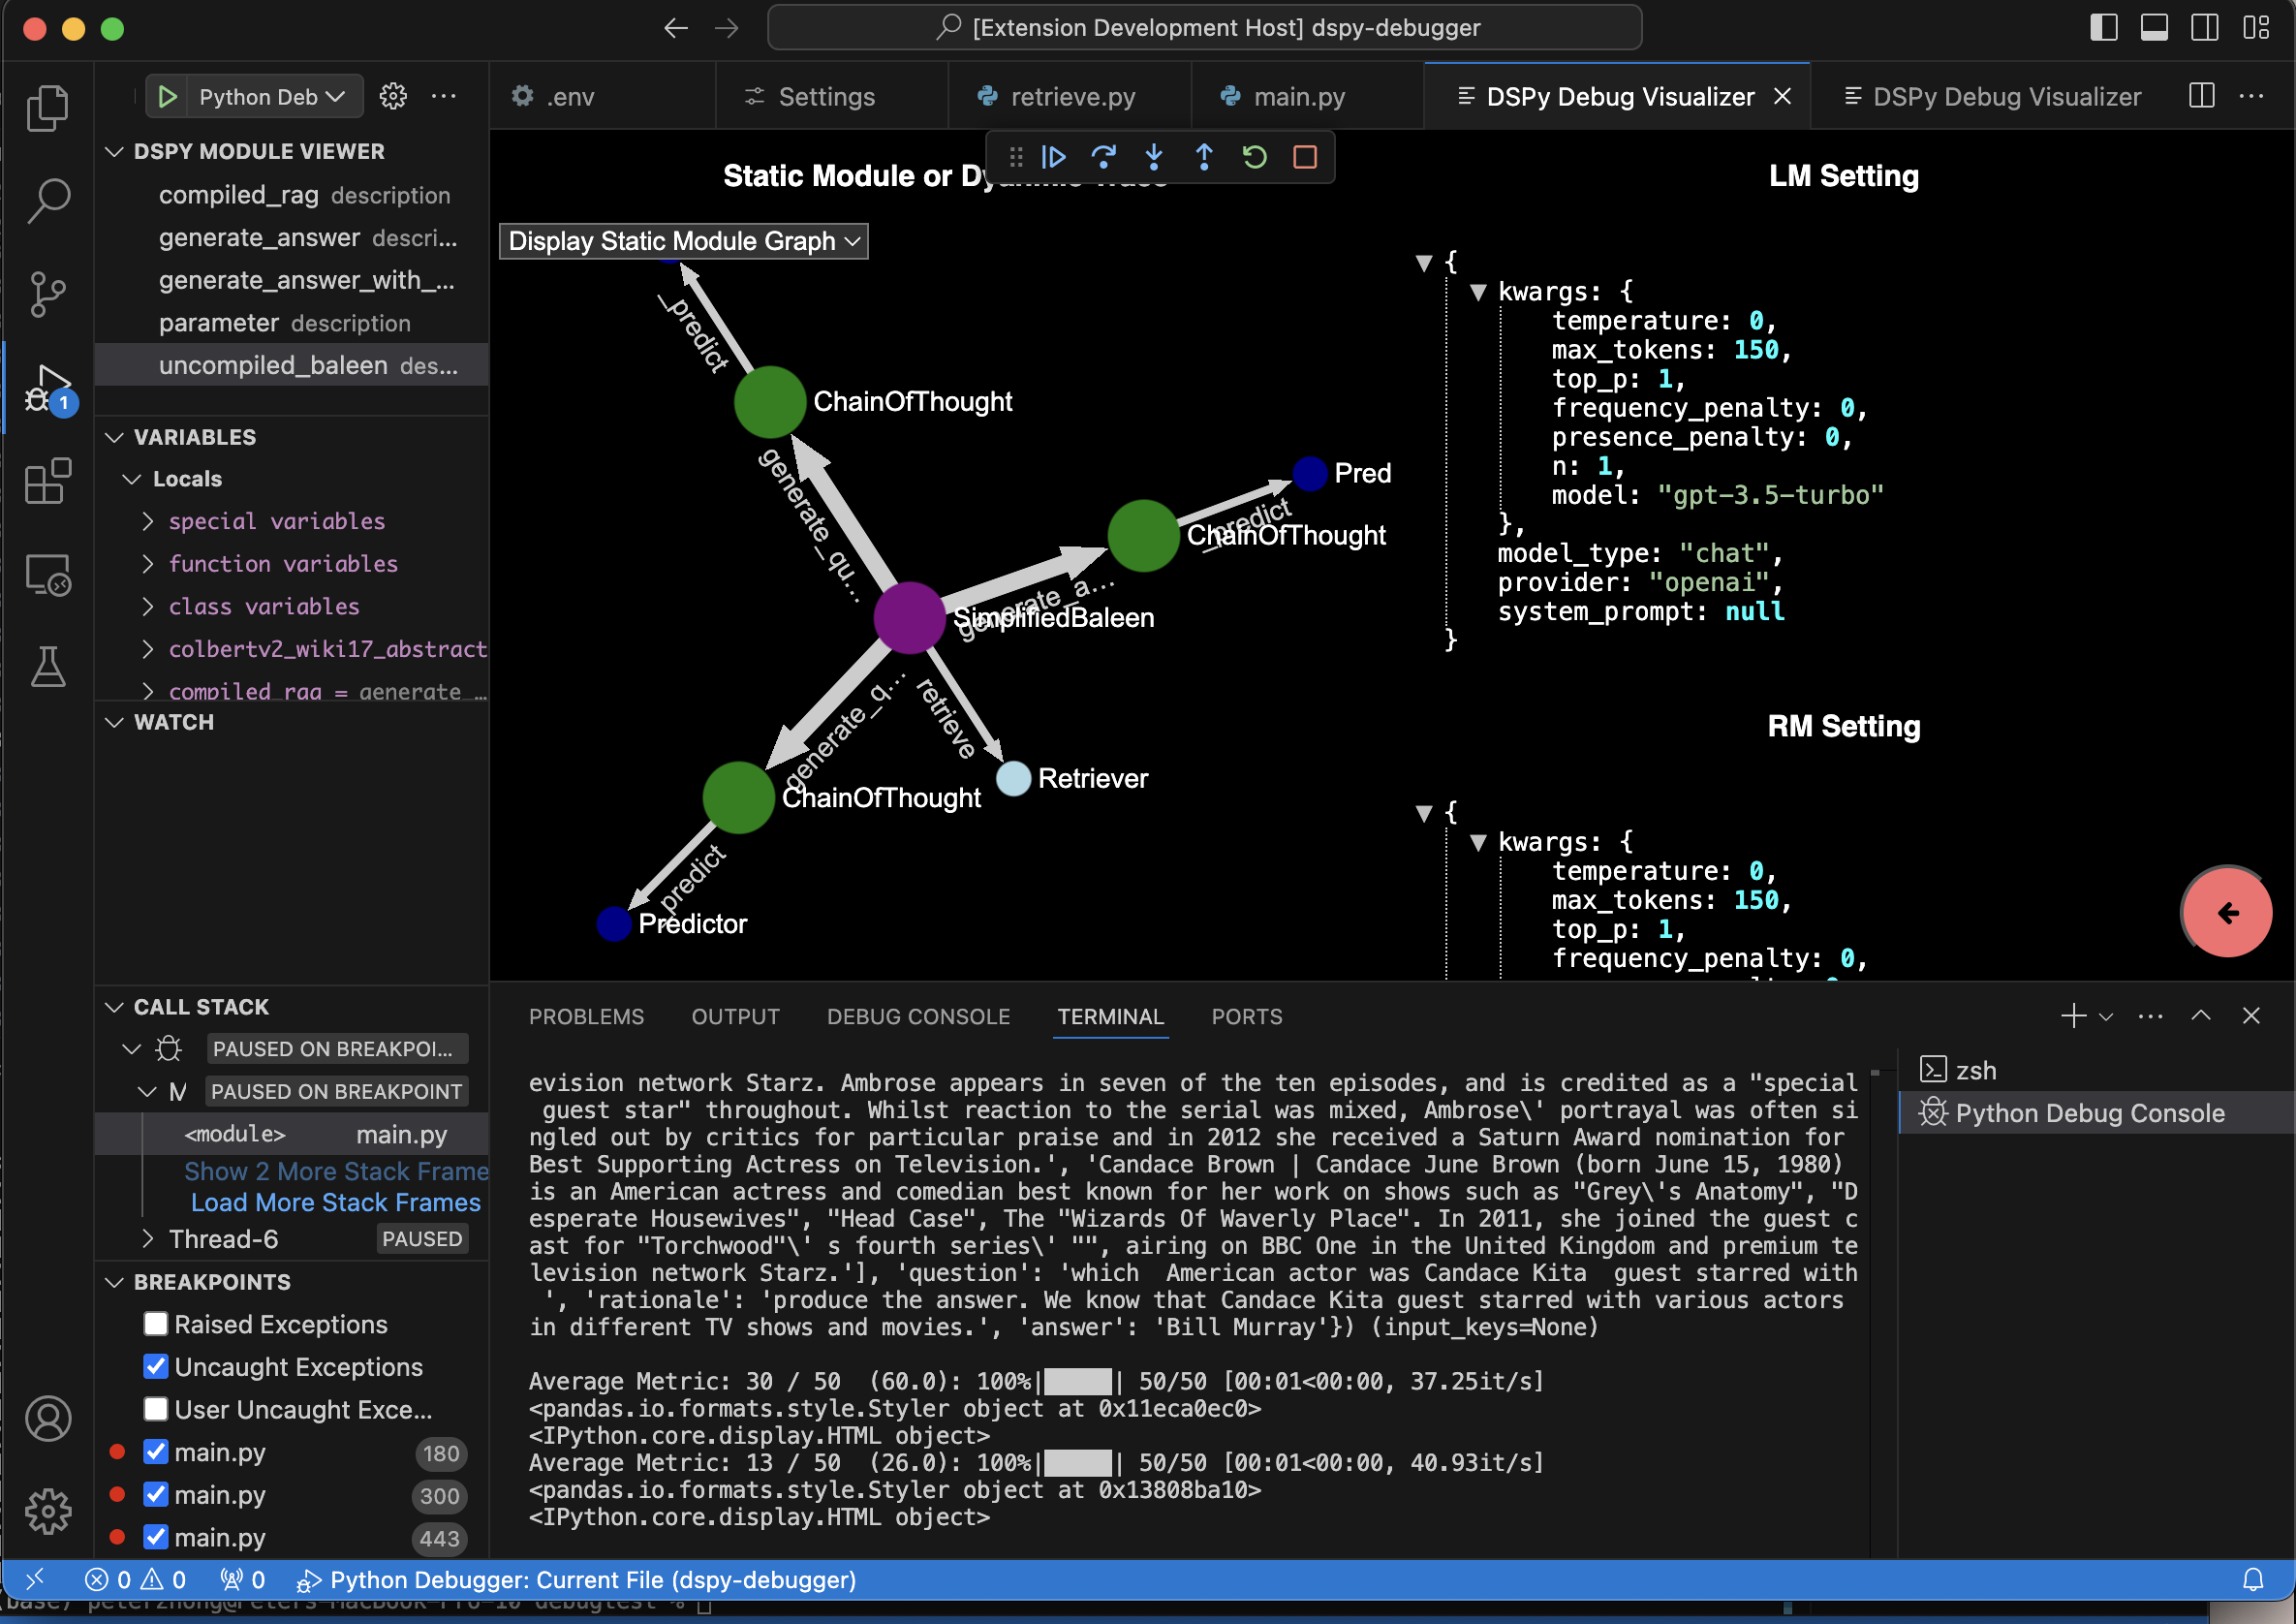 [Extension Development Host] dspy-debugger
Python Deb
.env
Settings
retrieve.py
main.py
DSPy Debug Visualizer
DSPy Debug Visualizer
DSPY MODULE VIEWER
compiled_rag description
generate_answer descri...
generate_answer_with_...
parameter description
uncompiled_baleen des...
VARIABLES
Locals
special variables
function variables
class variables
colbertv2_wiki17_abstract
compiled_rag = generate_…
WATCH
CALL STACK
PAUSED ON BREAKPOI...
M PAUSED ON BREAKPOINT
<module> main.py
Show 2 More Stack Frame
Load More Stack Frames
Thread-6 PAUSED
BREAKPOINTS
Raised Exceptions
Uncaught Exceptions
User Uncaught Exce...
main.py 180
main.py 300
main.py 443
1
Static Module or Dynamic Trace
Display Static Module Graph
_predict
ChainOfThought
generate_qu...
Pred
_predict
ChainOfThought
generate_a...
SimplifiedBaleen
generate_q...
retrieve
Retriever
ChainOfThought
_predict
Predictor
LM Setting
{
kwargs: {
temperature: 0,
max_tokens: 150,
top_p: 1,
frequency_penalty: 0,
presence_penalty: 0,
n: 1,
model: "gpt-3.5-turbo"
},
model_type: "chat",
provider: "openai",
system_prompt: null
}
RM Setting
{
kwargs: {
temperature: 0,
max_tokens: 150,
top_p: 1,
frequency_penalty: 0,
PROBLEMS OUTPUT DEBUG CONSOLE TERMINAL PORTS
evision network Starz. Ambrose appears in seven of the ten episodes, and is credited as a "special
guest star" throughout. Whilst reaction to the serial was mixed, Ambrose\' portrayal was often si
ngled out by critics for particular praise and in 2012 she received a Saturn Award nomination for
Best Supporting Actress on Television.', 'Candace Brown | Candace June Brown (born June 15, 1980)
is an American actress and comedian best known for her work on shows such as "Grey\'s Anatomy", "D
esperate Housewives", "Head Case", The "Wizards Of Waverly Place". In 2011, she joined the guest c
ast for "Torchwood"\' s fourth series\' "", airing on BBC One in the United Kingdom and premium te
levision network Starz.'], 'question': 'which  American actor was Candace Kita  guest starred with
', 'rationale': 'produce the answer. We know that Candace Kita guest starred with various actors
in different TV shows and movies.', 'answer': 'Bill Murray'}) (input_keys=None)
Average Metric: 30 / 50  (60.0): 100%|█████| 50/50 [00:01<00:00, 37.25it/s]
<pandas.io.formats.style.Styler object at 0x11eca0ec0>
<IPython.core.display.HTML object>
Average Metric: 13 / 50  (26.0): 100%|█████| 50/50 [00:01<00:00, 40.93it/s]
<pandas.io.formats.style.Styler object at 0x13808ba10>
<IPython.core.display.HTML object>
zsh
Python Debug Console
0 0 0 Python Debugger: Current File (dspy-debugger)
(base) peterzhong@Peters-MacBook-Pro-10 debugtest %